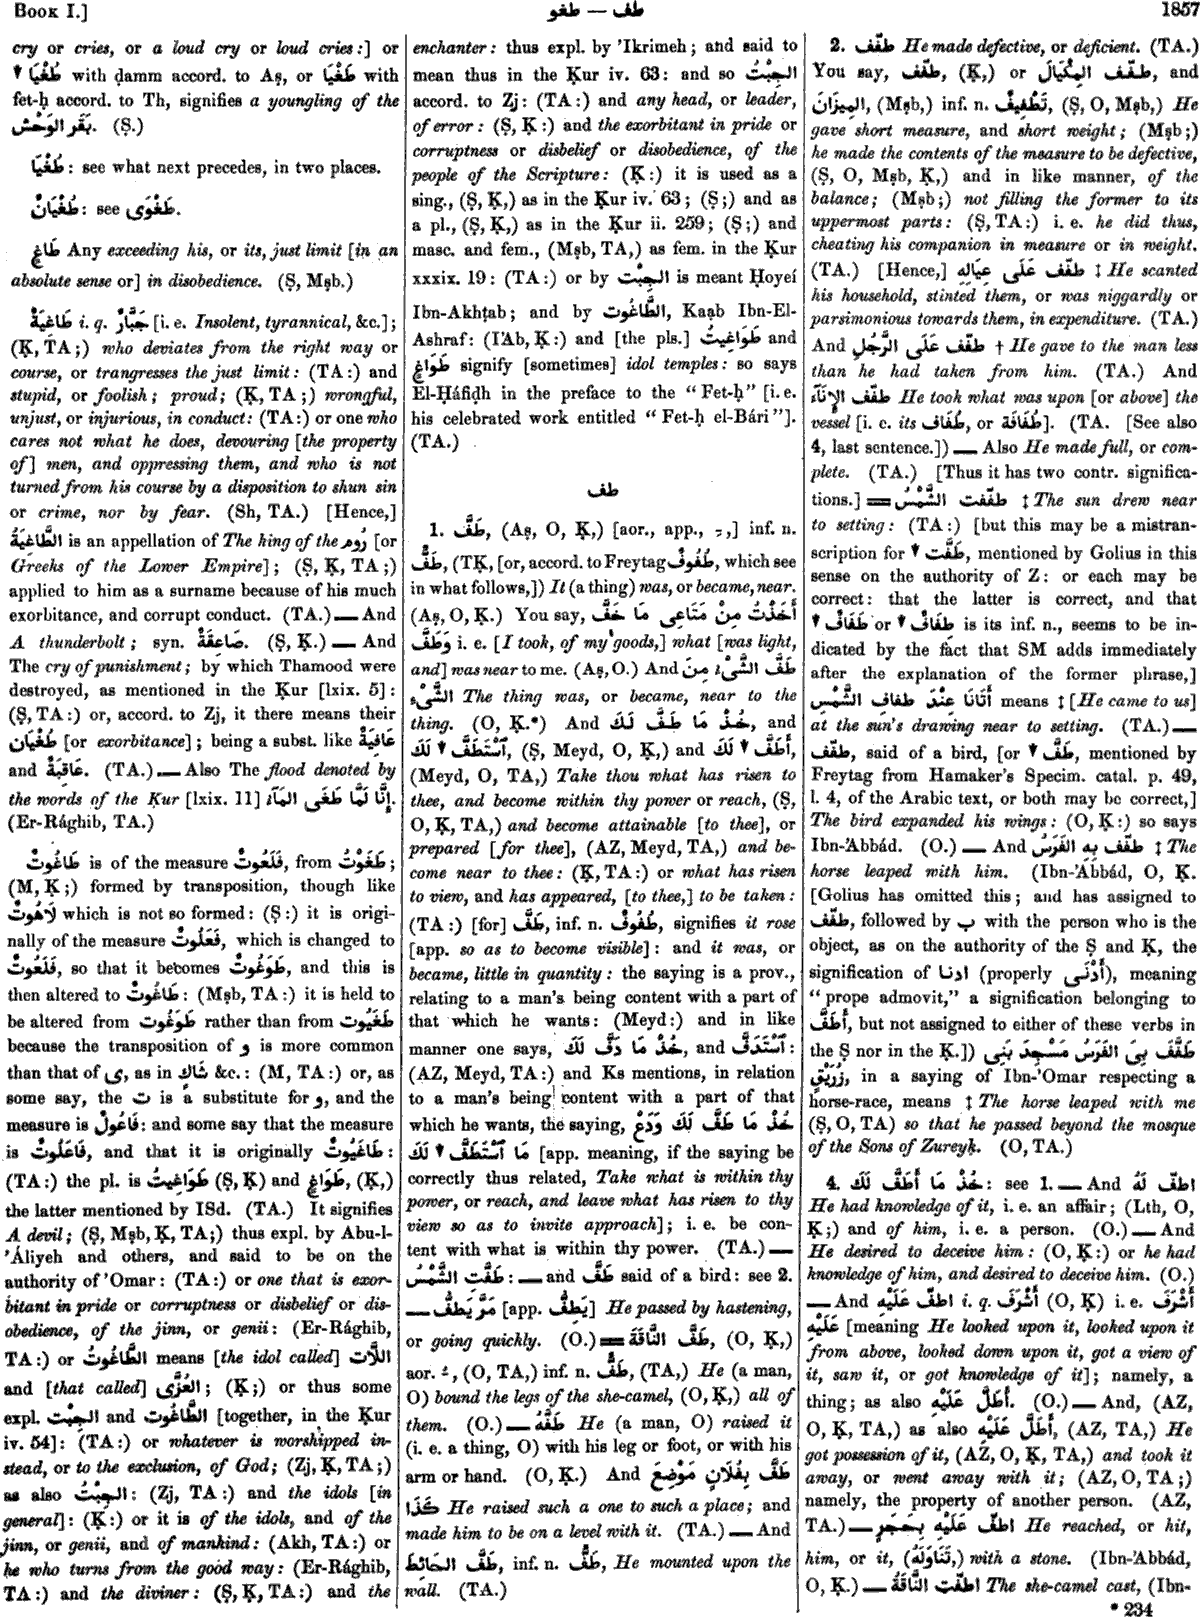 Book I.]
طغو — طف
1857
cry or cries, or a loud cry or loud cries:] or
▼ طُغْيَا with ḍamm accord. to Aṣ, or طَغْيَا with
fet-ḥ accord. to Th, signifies a youngling of the
بَقَر الوَحْش. (Ṣ.)
طُغْيَا: see what next precedes, in two places.
طُغْيَانٌ: see طَغْوَى.
طَاغٍ Any exceeding his, or its, just limit [in an
absolute sense or] in disobedience. (Ṣ, Mṣb.)
طَاغِيَةٌ i. q. جَبَّارٌ [i. e. Insolent, tyrannical, &c.];
(Ḳ, TA;) who deviates from the right way or
course, or trangresses the just limit: (TA:) and
stupid, or foolish; proud; (Ḳ, TA;) wrongful,
unjust, or injurious, in conduct: (TA:) or one who
cares not what he does, devouring [the property
of] men, and oppressing them, and who is not
turned from his course by a disposition to shun sin
or crime, nor by fear. (Sh, TA.) [Hence,]
الطَّاغِيَةُ is an appellation of The king of the رُوم [or
Greeks of the Lower Empire]; (Ṣ, Ḳ, TA;)
applied to him as a surname because of his much
exorbitance, and corrupt conduct. (TA.) — And
A thunderbolt; syn. صَاعِقَةٌ. (Ṣ, Ḳ.) — And
The cry of punishment; by which Thamood were
destroyed, as mentioned in the Ḳur [lxix. 5]:
(Ṣ, TA:) or, accord. to Zj, it there means their
طُغْيَان [or exorbitance]; being a subst. like عَافِيَةٌ
and عَاقِبَةٌ. (TA.) — Also The flood denoted by
the words of the Ḳur [lxix. 11] إِنَّا لَمَّا طَغَى المَآءُ.
(Er-Rághib, TA.)
طَاغُوتٌ is of the measure فَلَعُوتٌ, from طَغَوْتُ;
(M, Ḳ;) formed by transposition, though like
لَاهُوتٌ which is not so formed: (Ṣ:) it is origi-
nally of the measure فَعَلُوتٌ, which is changed to
فَلَعُوتٌ, so that it becomes طَوَغُوتٌ, and this is
then altered to طَاغُوتٌ: (Mṣb, TA:) it is held to
be altered from طَوَغُوت rather than from طَغَيُوت
because the transposition of و is more common
than that of ى, as in شَاكٍ &c.: (M, TA:) or, as
some say, the ت is a substitute for و, and the
measure is فَاعُولٌ: and some say that the measure
is فَاعَلُوتٌ, and that it is originally طَاغَيُوتٌ:
(TA:) the pl. is طَوَاغِيتُ (Ṣ, Ḳ) and طَوَاغٍ, (Ḳ,)
the latter mentioned by ISd. (TA.) It signifies
A devil; (Ṣ, Mṣb, Ḳ, TA;) thus expl. by Abu-l-
'Áliyeh and others, and said to be on the
authority of 'Omar: (TA:) or one that is exor-
bitant in pride or corruptness or disbelief or dis-
obedience, of the jinn, or genii: (Er-Rághib,
TA:) or الطَّاغُوتُ means [the idol called] اللَّات
and [that called] العُزَّى; (Ḳ;) or thus some
expl. الجِبْت and الطَّاغُوت [together, in the Ḳur
iv. 54]: (TA:) or whatever is worshipped in-
stead, or to the exclusion, of God; (Zj, Ḳ, TA;)
as also الجِبْتُ: (Zj, TA:) and the idols [in
general]: (Ḳ:) or it is of the idols, and of the
jinn, or genii, and of mankind: (Akh, TA:) or
he who turns from the good way: (Er-Rághib,
TA:) and the diviner: (Ṣ, Ḳ, TA:) and the
enchanter: thus expl. by 'Ikrimeh; and said to
mean thus in the Ḳur iv. 63: and so الجِبْتُ
accord. to Zj: (TA:) and any head, or leader,
of error: (Ṣ, Ḳ:) and the exorbitant in pride or
corruptness or disbelief or disobedience, of the
people of the Scripture: (Ḳ:) it is used as a
sing., (Ṣ, Ḳ,) as in the Ḳur iv. 63; (Ṣ;) and as
a pl., (Ṣ, Ḳ,) as in the Ḳur ii. 259; (Ṣ;) and
masc. and fem., (Mṣb, TA,) as fem. in the Ḳur
xxxix. 19: (TA:) or by الجِبْت is meant Ḥoyeí
Ibn-Akhṭab; and by الطَّاغُوت, Kaạb Ibn-El-
Ashraf: (I'Ab, Ḳ:) and [the pls.] طَوَاغِيتُ and
طَوَاغٍ signify [sometimes] idol temples: so says
El-Ḥáfiḍh in the preface to the "Fet-ḥ" [i. e.
his celebrated work entitled "Fet-ḥ el-Bári"].
(TA.)
طف
1. طَفَّ, (Aṣ, O, Ḳ,) [aor., app., ـِ,] inf. n.
طَفٌّ, (TḲ, [or, accord. to Freytag طُفُوفٌ, which see
in what follows,]) It (a thing) was, or became, near.
(Aṣ, O, Ḳ.) You say, أَخَذْتُ مِنْ مَتَاعِى مَا خَفَّ
وَطَفَّ i. e. [I took, of my goods,] what [was light,
and] was near to me. (Aṣ, O.) And طَفَّ الشَّىْءُ مِنَ
الشَّىْءِ The thing was, or became, near to the
thing. (O, Ḳ.*) And خُذْ مَا طَفَّ لَكَ, and
▼ ٱسْتَطَفَّ لَكَ, (Ṣ, Meyd, O, Ḳ,) and ▼ أَطَفَّ لَكَ,
(Meyd, O, TA,) Take thou what has risen to
thee, and become within thy power or reach, (Ṣ,
O, Ḳ, TA,) and become attainable [to thee], or
prepared [for thee], (AZ, Meyd, TA,) and be-
come near to thee: (Ḳ, TA:) or what has risen
to view, and has appeared, [to thee,] to be taken:
(TA:) [for] طَفَّ, inf. n. طُفُوفٌ, signifies it rose
[app. so as to become visible]: and it was, or
became, little in quantity: the saying is a prov.,
relating to a man's being content with a part of
that which he wants: (Meyd:) and in like
manner one says, خُذْ مَا دَفَّ لَكَ, and ٱسْتَدَفَّ:
(AZ, Meyd, TA:) and Ks mentions, in relation
to a man's being content with a part of that
which he wants, the saying, خُذْ مَا طَفَّ لَكَ وَدَعْ
مَا ٱسْتَطَفَّ ▼ لَكَ [app. meaning, if the saying be
correctly thus related, Take what is within thy
power, or reach, and leave what has risen to thy
view so as to invite approach]; i. e. be con-
tent with what is within thy power. (TA.) —
طَفَّتِ الشَّمْسُ: — and طَفَّ said of a bird: see 2.
— مَرَّ يَطُفُّ [app. يَطِفُّ] He passed by hastening,
or going quickly. (O.) = طَفَّ النَّاقَةَ, (O, Ḳ,)
aor. ـُ, (O, TA,) inf. n. طَفٌّ, (TA,) He (a man,
O) bound the legs of the she-camel, (O, Ḳ,) all of
them. (O.) — طَفَّهُ He (a man, O) raised it
(i. e. a thing, O) with his leg or foot, or with his
arm or hand. (O, Ḳ.) And طَفَّ بِفُلَانٍ مَوْضِعَ
كَذَا He raised such a one to such a place; and
made him to be on a level with it. (TA.) — And
طَفَّ الحَائِطَ, inf. n. طَفٌّ, He mounted upon the
wall. (TA.)
2. طفّف He made defective, or deficient. (TA.)
You say, طفّف, (Ḳ,) or طفّف المِكْيَالَ, and
المِيزَانَ, (Mṣb,) inf. n. تَطْفِيفٌ, (Ṣ, O, Mṣb,) He
gave short measure, and short weight; (Mṣb;)
he made the contents of the measure to be defective,
(Ṣ, O, Mṣb, Ḳ,) and in like manner, of the
balance; (Mṣb;) not filling the former to its
uppermost parts: (Ṣ, TA:) i. e. he did thus,
cheating his companion in measure or in weight.
(TA.) [Hence,] طفّف عَلَى عِيَالِهِ ‡ He scanted
his household, stinted them, or was niggardly or
parsimonious towards them, in expenditure. (TA.)
And طفّف عَلَى الرَّجُلِ † He gave to the man less
than he had taken from him. (TA.) And
طفّف الإِنَآءَ He took what was upon [or above] the
vessel [i. e. its طُفَاف, or طُفَافَة]. (TA. [See also
4, last sentence.]) — Also He made full, or com-
plete. (TA.) [Thus it has two contr. significa-
tions.] = طفّفت الشَّمْسُ ‡ The sun drew near
to setting: (TA:) [but this may be a mistran-
scription for ▼ طَفَّت, mentioned by Golius in this
sense on the authority of Z: or each may be
correct: that the latter is correct, and that
▼ طَفَافٌ or ▼ طِفَافٌ is its inf. n., seems to be in-
dicated by the fact that SM adds immediately
after the explanation of the former phrase,]
أَتَانَا عِنْدَ طفاف الشَّمْسِ means ‡ [He came to us]
at the sun's drawing near to setting. (TA.) —
طفّف, said of a bird, [or ▼ طَفَّ, mentioned by
Freytag from Hamaker's Specim. catal. p. 49,
l. 4, of the Arabic text, or both may be correct,]
The bird expanded his wings: (O, Ḳ:) so says
Ibn-'Abbád. (O.) — And طفّف بِهِ الفَرَسُ ‡ The
horse leaped with him. (Ibn-'Abbád, O, Ḳ.
[Golius has omitted this; and has assigned to
طفّف, followed by ب with the person who is the
object, as on the authority of the Ṣ and Ḳ, the
signification of ادنا (properly أَدْنَى), meaning
"prope admovit," a signification belonging to
أَطَفَّ, but not assigned to either of these verbs in
the Ṣ nor in the Ḳ.]) طَفَّفَ بِىَ الفَرَسُ مَسْجِدَ بَنِى
زُرَيْقٍ, in a saying of Ibn-'Omar respecting a
horse-race, means ‡ The horse leaped with me
(Ṣ, O, TA) so that he passed beyond the mosque
of the Sons of Zureyḳ. (O, TA.)
4. خُذْ مَا أَطَفَّ لَكَ: see 1. — And اطفّ لَهُ
He had knowledge of it, i. e. an affair; (Lth, O,
Ḳ;) and of him, i. e. a person. (O.) — And
He desired to deceive him: (O, Ḳ:) or he had
knowledge of him, and desired to deceive him. (O.)
— And اطفّ عَلَيْهِ i. q. أَشْرَفَ (O, Ḳ) i. e. أَشْرَفَ
عَلَيْهِ [meaning He looked upon it, looked upon it
from above, looked down upon it, got a view of
it, saw it, or got knowledge of it]; namely, a
thing; as also أَطَلَّ عَلَيْهِ. (O.) — And, (AZ,
O, Ḳ, TA,) as also أَطَلَّ عَلَيْهِ, (AZ, TA,) He
got possession of it, (AZ, O, Ḳ, TA,) and took it
away, or went away with it; (AZ, O, TA;)
namely, the property of another person. (AZ,
TA.) — اطفّ عَلَيْهِ بِحَجَرٍ He reached, or hit,
him, or it, (تَنَاوَلَهُ,) with a stone. (Ibn-'Abbád,
O, Ḳ.) — اطفّت النَّاقَةُ The she-camel cast, (Ibn-
* 234